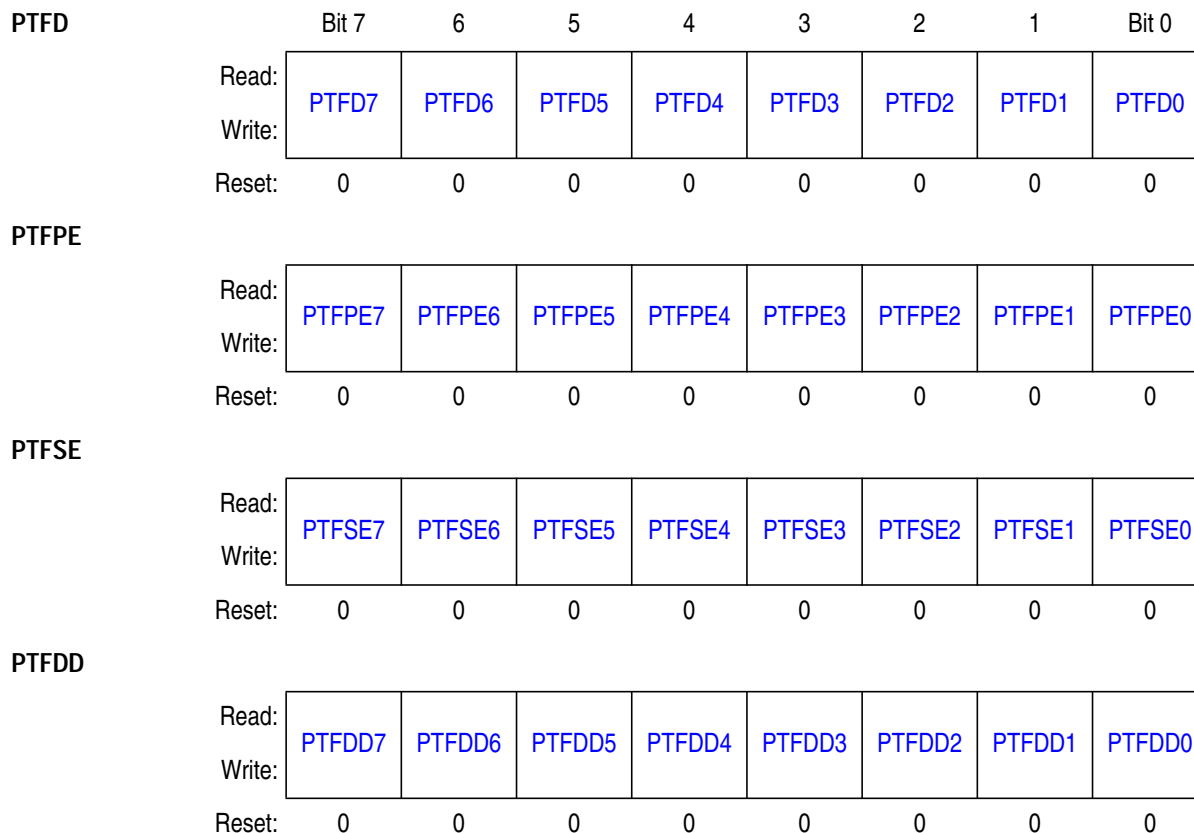 PTFD Bit 7 6 5 4 3 2 1 Bit 0
Read:
PTFD7 PTFD6 PTFD5 PTFD4 PTFD3 PTFD2 PTFD1 PTFD0
Write:
Reset: 0 0 0 0 0 0 0 0
PTFPE
Read:
PTFPE7 PTFPE6 PTFPE5 PTFPE4 PTFPE3 PTFPE2 PTFPE1 PTFPE0
Write:
Reset: 0 0 0 0 0 0 0 0
PTFSE
Read:
PTFSE7 PTFSE6 PTFSE5 PTFSE4 PTFSE3 PTFSE2 PTFSE1 PTFSE0
Write:
Reset: 0 0 0 0 0 0 0 0
PTFDD
Read:
PTFDD7 PTFDD6 PTFDD5 PTFDD4 PTFDD3 PTFDD2 PTFDD1 PTFDD0
Write:
Reset: 0 0 0 0 0 0 0 0